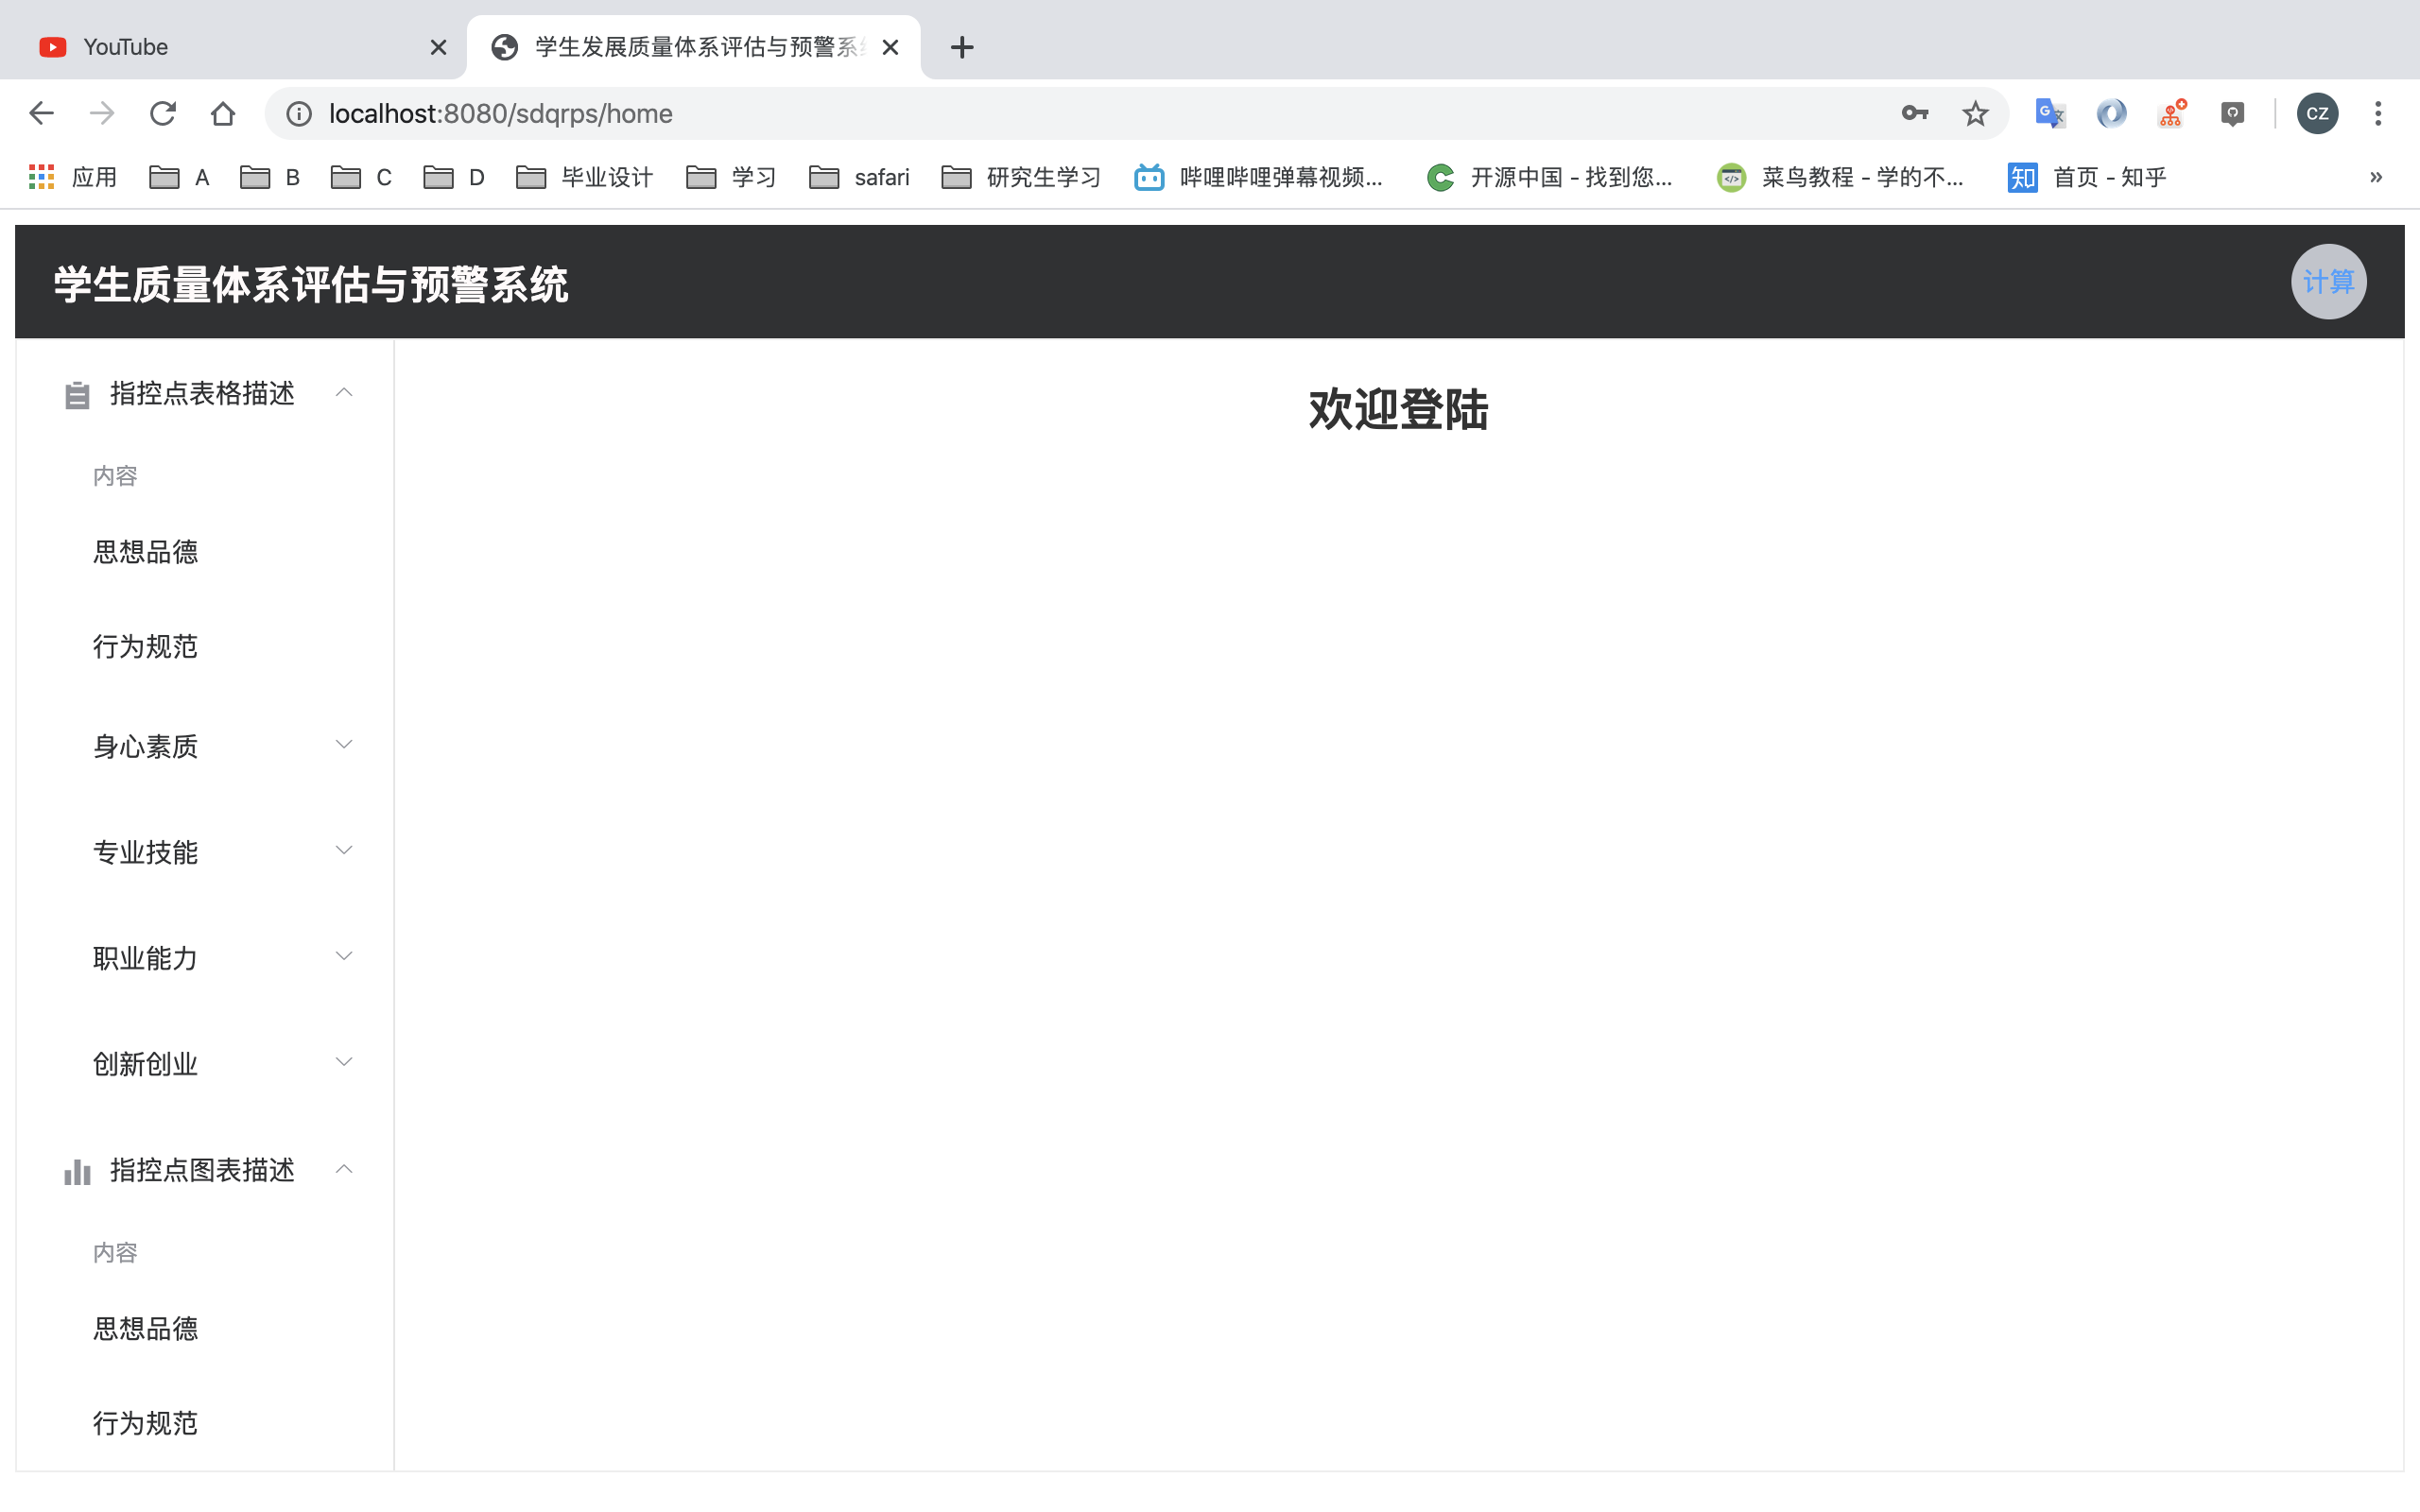 YouTube
学生发展质量体系评估与预警系
localhost:8080/sdqrps/home
CZ
应用 A B C D 毕业设计 学习 safari 研究生学习 哔哩哔哩弹幕视频... 开源中国 - 找到您... 菜鸟教程 - 学的不... 知 首页 - 知乎 »
学生质量体系评估与预警系统
计算
指控点表格描述
欢迎登陆
内容
思想品德
行为规范
身心素质
专业技能
职业能力
创新创业
指控点图表描述
内容
思想品德
行为规范